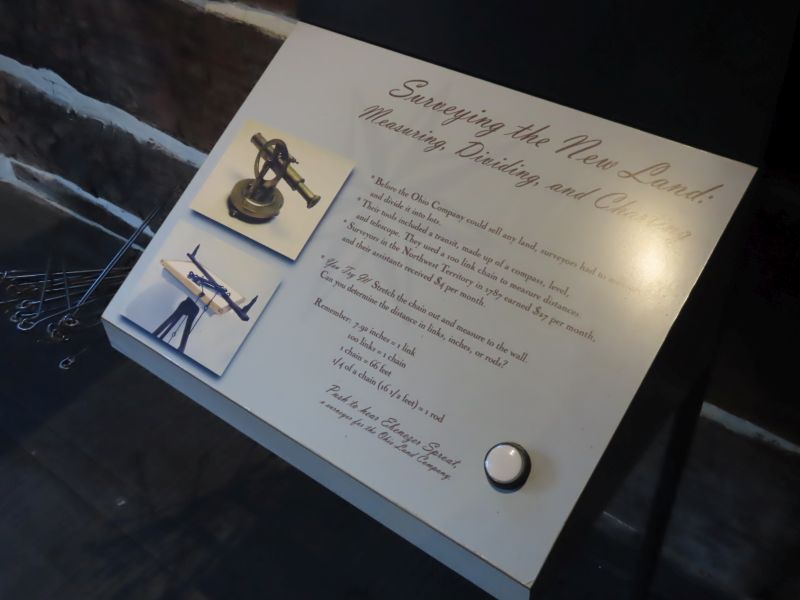 Surveying the New Land:
Measuring, Dividing, and Charting
* Before the Ohio Company could sell any land, surveyors had to
and divide it into lots.
* Their tools included a transit, made up of a compass, level,
and telescope. They used a 100 link chain to measure distances.
* Surveyors in the Northwest Territory in 1787 earned $27 per month,
and their assistants received $4 per month.
* You Try It! Stretch the chain out and measure to the wall.
Can you determine the distance in links, inches, or rods?
Remember: 7.92 inches = 1 link
100 links = 1 chain
1 chain = 66 feet
1/4 of a chain (16 1/2 feet) = 1 rod
Push to hear Ebenezer Sproat,
a surveyor for the Ohio Land Company.